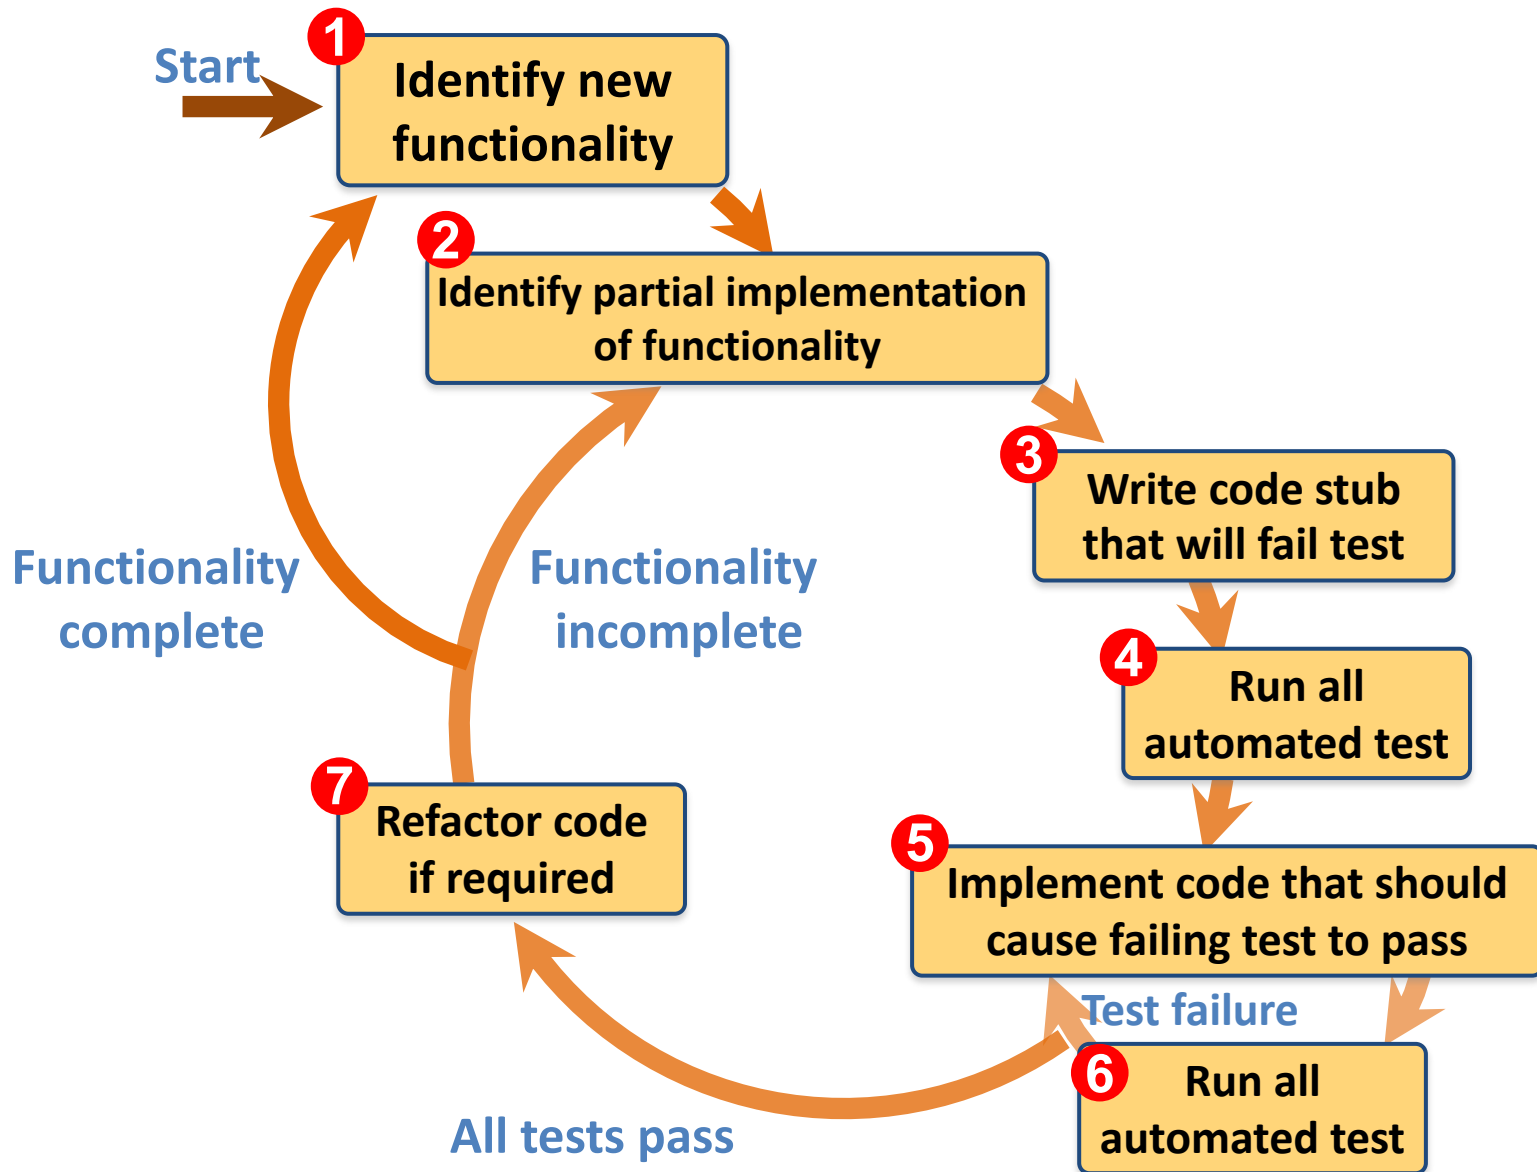 Start
1
Identify new
functionality
2
Identify partial implementation
of functionality
3
Write code stub
that will fail test
Functionality
complete
Functionality
incomplete
4
Run all
automated test
7
Refactor code
if required
5
Implement code that should
cause failing test to pass
Test failure
6
Run all
automated test
All tests pass